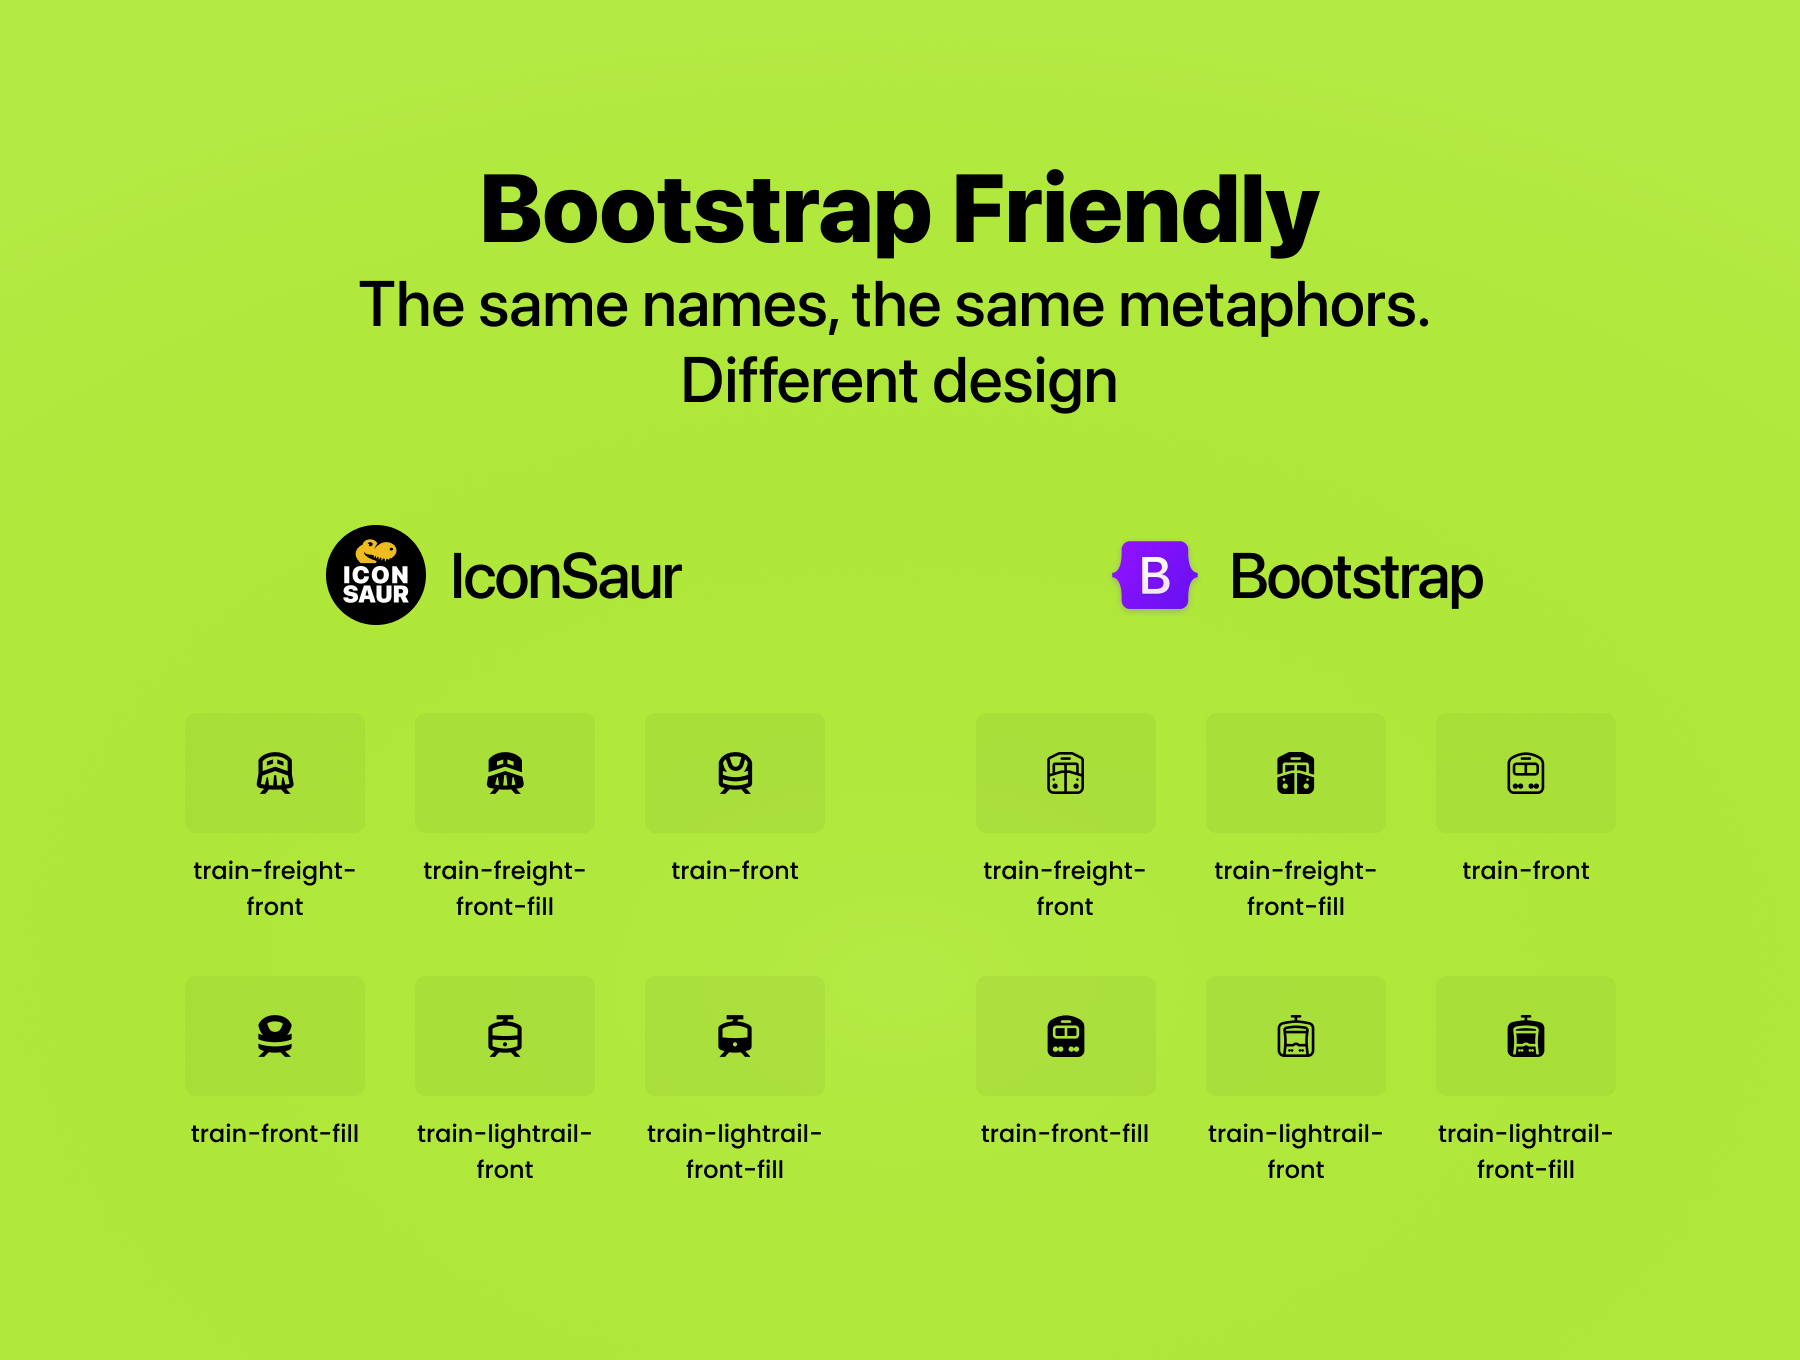 Bootstrap Friendly
The same names, the same metaphors.
Different design
ICON
SAUR
IconSaur
B
Bootstrap
train-freight-
front
train-freight-
front-fill
train-front
train-front-fill
train-lightrail-
front
train-lightrail-
front-fill
train-freight-
front
train-freight-
front-fill
train-front
train-front-fill
train-lightrail-
front
train-lightrail-
front-fill